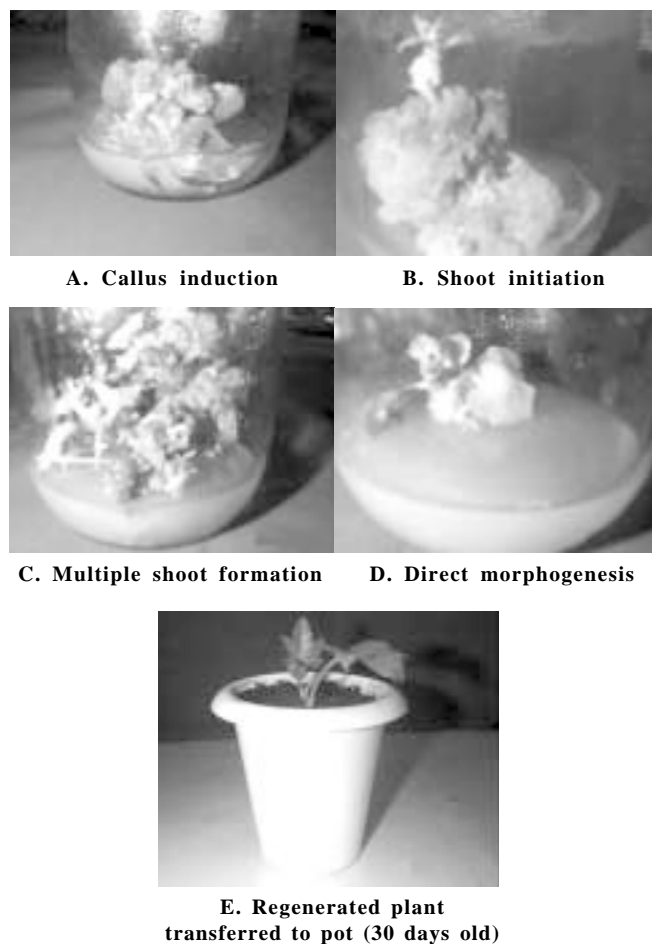 A. Callus induction
B. Shoot initiation
C. Multiple shoot formation
D. Direct morphogenesis
E. Regenerated plant
transferred to pot (30 days old)